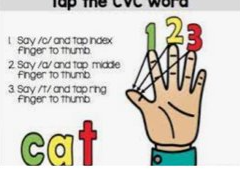 Tap the CVC Word
1. Say /c/ and tap index
finger to thumb.
2. Say /a/ and tap middle
finger to thumb.
3. Say /t/ and tap ring
finger to thumb.
1 2 3
cat